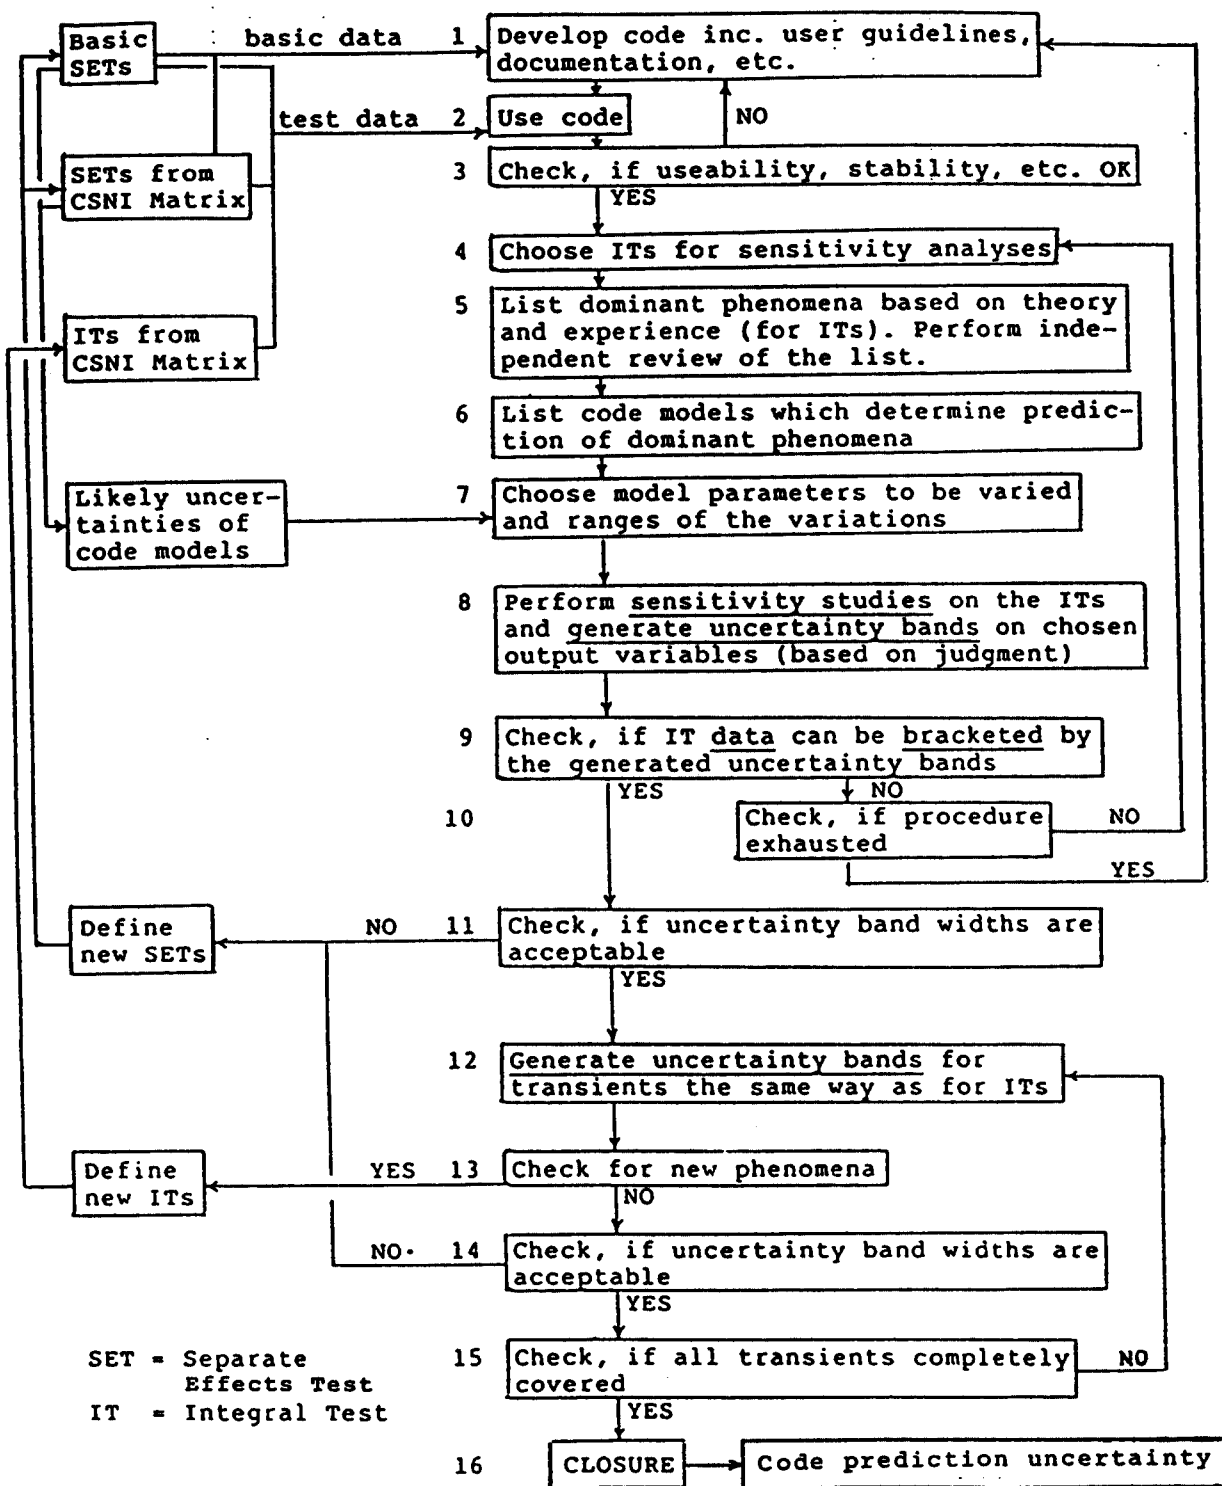 Basic
SETs
basic data
1
Develop code inc. user guidelines,
documentation, etc.
test data
2
Use code
NO
SETs from
CSNI Matrix
3
Check, if useability, stability, etc. OK
YES
4
Choose ITs for sensitivity analyses
ITs from
CSNI Matrix
5
List dominant phenomena based on theory
and experience (for ITs). Perform inde-
pendent review of the list.
6
List code models which determine predic-
tion of dominant phenomena
Likely uncer-
tainties of
code models
7
Choose model parameters to be varied
and ranges of the variations
8
Perform sensitivity studies on the ITs
and generate uncertainty bands on chosen
output variables (based on judgment)
9
Check, if IT data can be bracketed by
the generated uncertainty bands
YES
NO
10
Check, if procedure
exhausted
NO
YES
Define
new SETs
NO
11
Check, if uncertainty band widths are
acceptable
YES
12
Generate uncertainty bands for
transients the same way as for ITs
Define
new ITs
YES
13
Check for new phenomena
NO
NO
14
Check, if uncertainty band widths are
acceptable
YES
SET = Separate
Effects Test
IT = Integral Test
15
Check, if all transients completely
covered
NO
YES
16
CLOSURE
Code prediction uncertainty